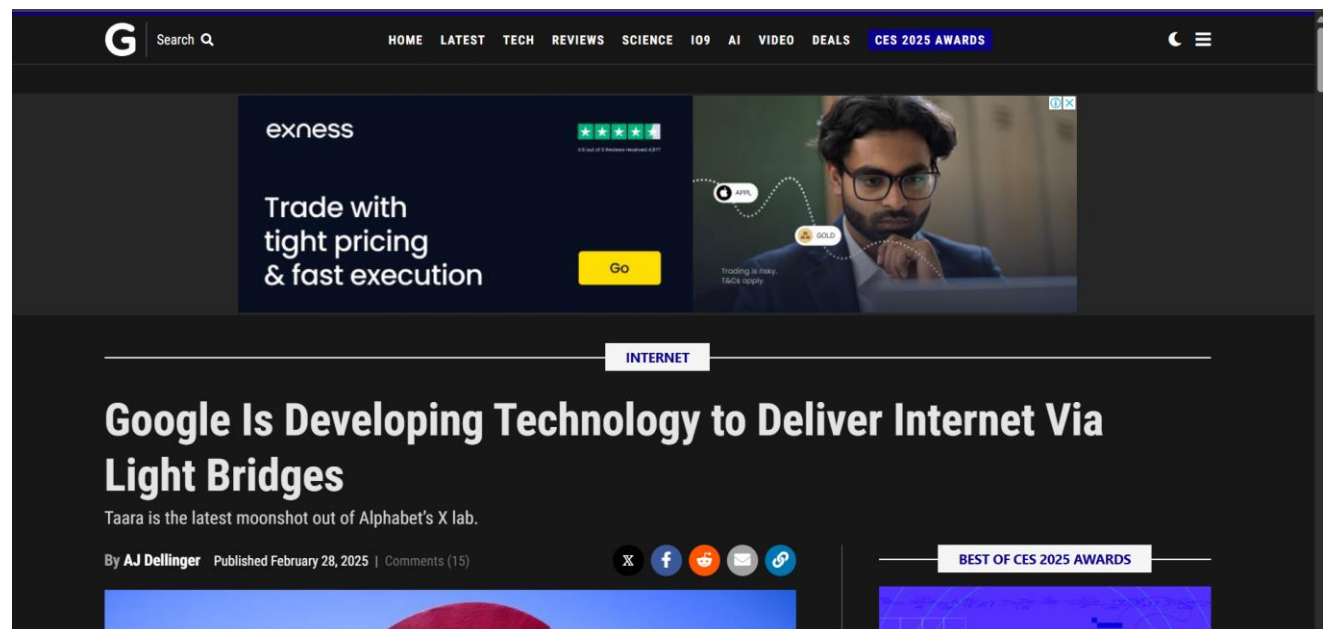 G Search
HOME LATEST TECH REVIEWS SCIENCE IO9 AI VIDEO DEALS CES 2025 AWARDS
exness
Trade with
tight pricing
& fast execution
Go
APPL
GOLD
Trading is risky.
T&Cs apply.
INTERNET
Google Is Developing Technology to Deliver Internet Via
Light Bridges
Taara is the latest moonshot out of Alphabet's X lab.
By AJ Dellinger Published February 28, 2025 | Comments (15)
BEST OF CES 2025 AWARDS